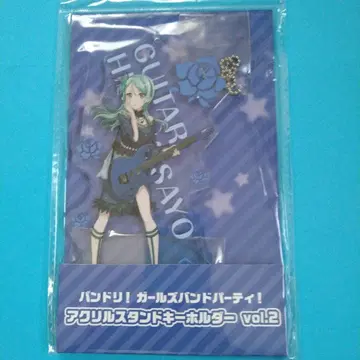 GUITAR. SAYO
H
バンドリ! ガールズバンドパーティ!
アクリルスタンドキーホルダー vol.2